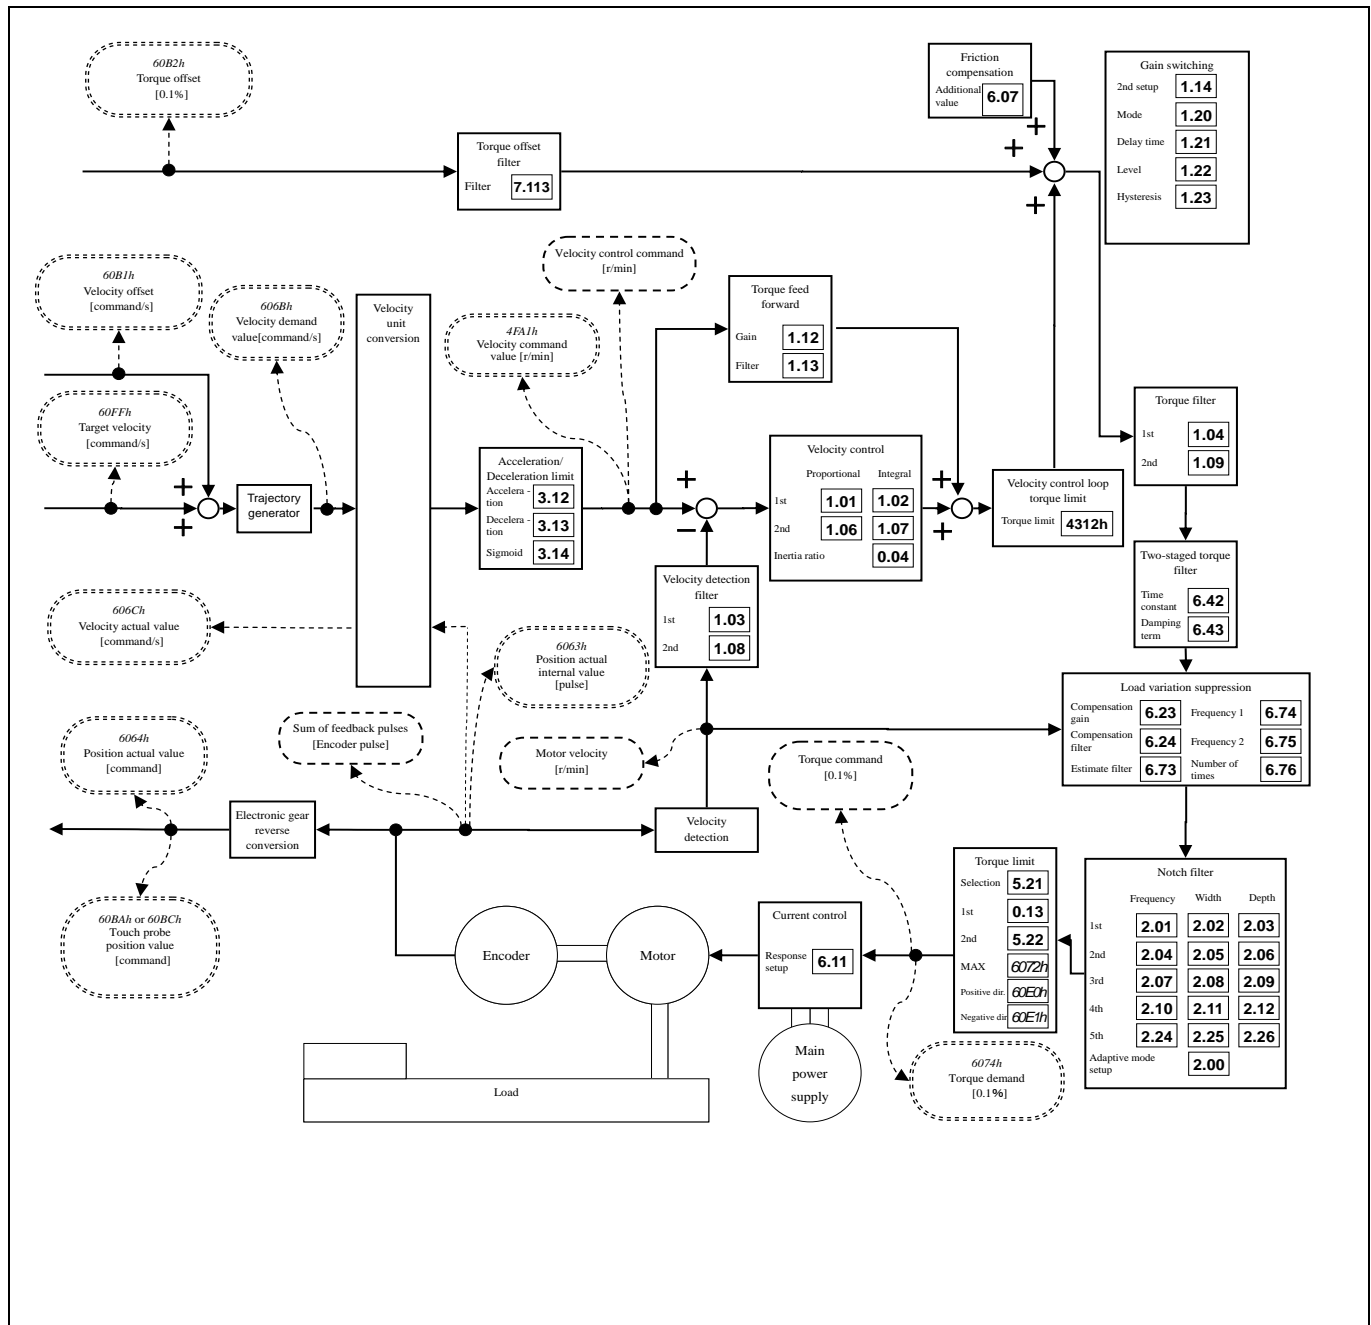 60B2h
Torque offset
[0.1%]
Friction
compensation
Additional
value
6.07
Gain switching
2nd setup 1.14
Mode 1.20
Delay time 1.21
Level 1.22
Hysteresis 1.23
+
+
+
Torque offset
filter
Filter 7.113
60B1h
Velocity offset
[command/s]
606Bh
Velocity demand
value[command/s]
Velocity
unit
conversion
4FA1h
Velocity command
value [r/min]
Velocity control command
[r/min]
Torque feed
forward
Gain 1.12
Filter 1.13
60FFh
Target velocity
[command/s]
+
+
Trajectory
generator
Acceleration/
Deceleration limit
Accelera -
tion
3.12
Decelera -
tion
3.13
Sigmoid 3.14
+
−
Velocity control
Proportional Integral
1st 1.01 1.02
2nd 1.06 1.07
Inertia ratio 0.04
+
+
Velocity control loop
torque limit
Torque limit 4312h
Torque filter
1st 1.04
2nd 1.09
Two-staged torque
filter
Time
constant
6.42
Damping
term
6.43
Velocity detection
filter
1st 1.03
2nd 1.08
606Ch
Velocity actual value
[command/s]
6063h
Position actual
internal value
[pulse]
Load variation suppression
Compensation
gain
6.23 Frequency 1 6.74
Compensation
filter
6.24 Frequency 2 6.75
Estimate filter 6.73 Number of
times
6.76
6064h
Position actual value
[command]
Sum of feedback pulses
[Encoder pulse]
Motor velocity
[r/min]
Torque command
[0.1%]
Electronic gear
reverse
conversion
Velocity
detection
60BAh or 60BCh
Touch probe
position value
[command]
Encoder
Motor
Current control
Response
setup
6.11
Torque limit
Selection 5.21
1st 0.13
2nd 5.22
MAX 6072h
Positive dir. 60E0h
Negative dir 60E1h
Notch filter
Frequency Width Depth
1st 2.01 2.02 2.03
2nd 2.04 2.05 2.06
3rd 2.07 2.08 2.09
4th 2.10 2.11 2.12
5th 2.24 2.25 2.26
Adaptive mode
setup
2.00
Main
power
supply
6074h
Torque demand
[0.1%]
Load